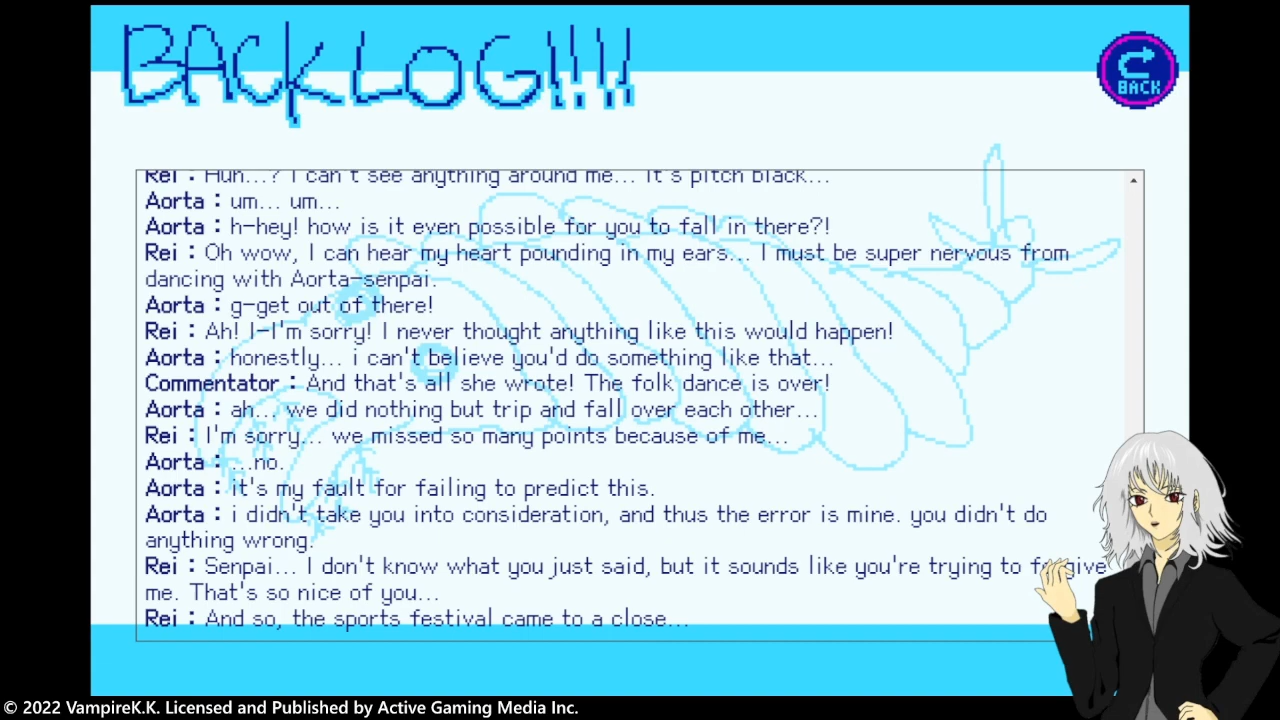 BACKLOG!!!!
BACK
Rei : Huh...? I can't see anything around me... It's pitch black...
Aorta : um... um...
Aorta : h-hey! how is it even possible for you to fall in there?!
Rei : Oh wow, I can hear my heart pounding in my ears... I must be super nervous from
dancing with Aorta-senpai.
Aorta : g-get out of there!
Rei : Ah! I-I'm sorry! I never thought anything like this would happen!
Aorta : honestly... i can't believe you'd do something like that...
Commentator : And that's all she wrote! The folk dance is over!
Aorta : ah... we did nothing but trip and fall over each other...
Rei : I'm sorry... we missed so many points because of me...
Aorta : ...no.
Aorta : it's my fault for failing to predict this.
Aorta : i didn't take you into consideration, and thus the error is mine. you didn't do
anything wrong.
Rei : Senpai... I don't know what you just said, but it sounds like you're trying to forgive
me. That's so nice of you...
Rei : And so, the sports festival came to a close...
© 2022 VampireK.K. Licensed and Published by Active Gaming Media Inc.